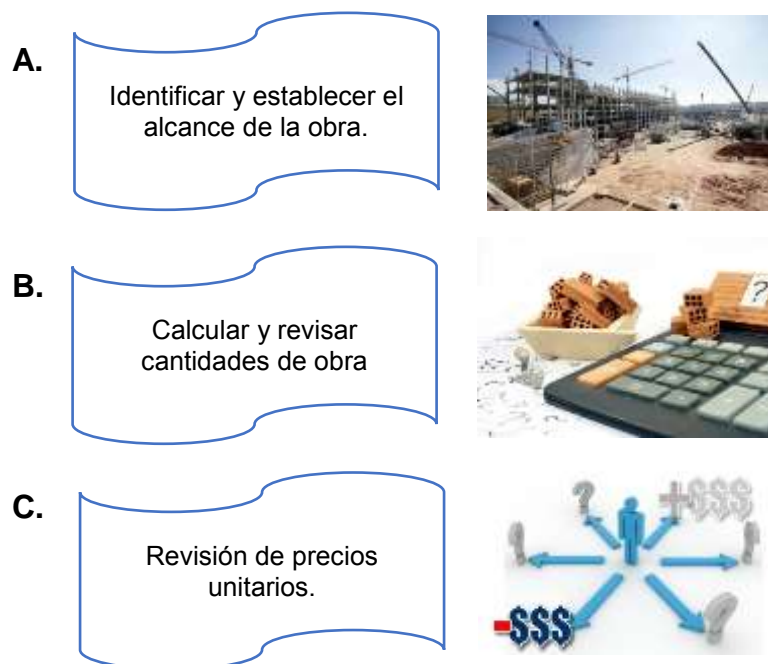 A.
Identificar y establecer el
alcance de la obra.
B.
Calcular y revisar
cantidades de obra
?
C.
Revisión de precios
unitarios.
? +$$$
? ?
-$$$ ?